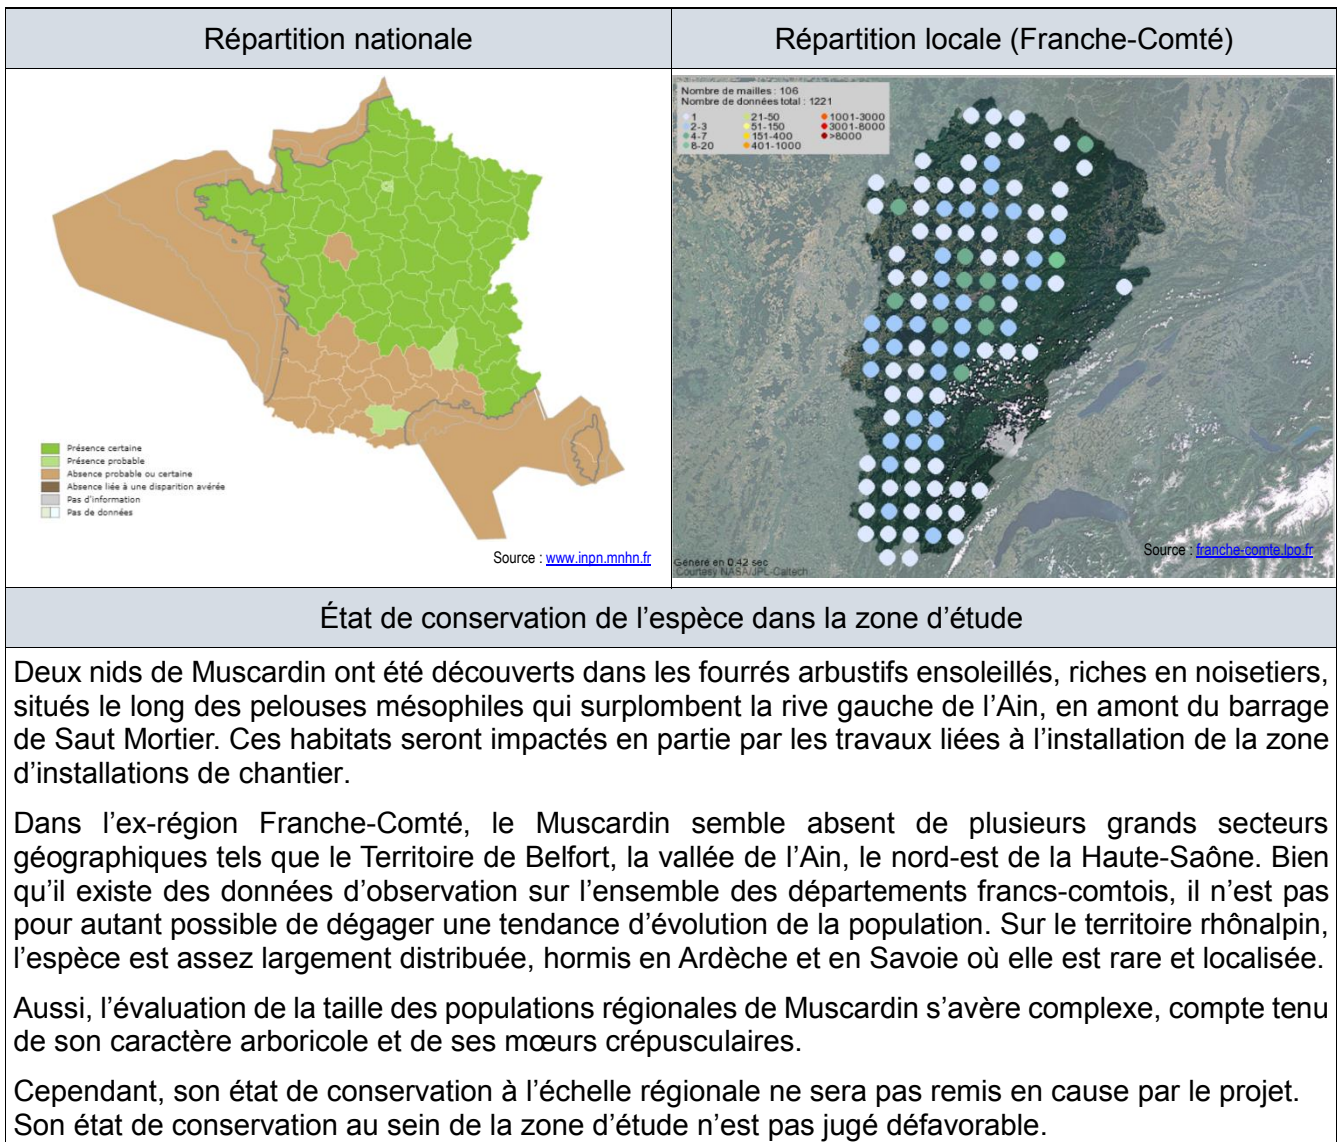 Répartition nationale
Répartition locale (Franche-Comté)
Présence certaine
Présence probable
Absence probable ou certaine
Absence liée à une disparition avérée
Pas d'information
Pas de données
Source : www.inpn.mnhn.fr
Nombre de mailles : 106
Nombre de données total : 1221
1 21-50 1001-3000
2-3 51-150 3001-8000
4-7 151-400 >8000
8-20 401-1000
Source : franche-comte.lpo.fr
Généré en 0.42 sec
Courtesy NASA/JPL-Caltech
État de conservation de l’espèce dans la zone d’étude
Deux nids de Muscardin ont été découverts dans les fourrés arbustifs ensoleillés, riches en noisetiers,
situés le long des pelouses mésophiles qui surplombent la rive gauche de l’Ain, en amont du barrage
de Saut Mortier. Ces habitats seront impactés en partie par les travaux liées à l’installation de la zone
d’installations de chantier.
Dans l’ex-région Franche-Comté, le Muscardin semble absent de plusieurs grands secteurs
géographiques tels que le Territoire de Belfort, la vallée de l’Ain, le nord-est de la Haute-Saône. Bien
qu’il existe des données d’observation sur l’ensemble des départements francs-comtois, il n’est pas
pour autant possible de dégager une tendance d’évolution de la population. Sur le territoire rhônalpin,
l’espèce est assez largement distribuée, hormis en Ardèche et en Savoie où elle est rare et localisée.
Aussi, l’évaluation de la taille des populations régionales de Muscardin s’avère complexe, compte tenu
de son caractère arboricole et de ses mœurs crépusculaires.
Cependant, son état de conservation à l’échelle régionale ne sera pas remis en cause par le projet.
Son état de conservation au sein de la zone d’étude n’est pas jugé défavorable.